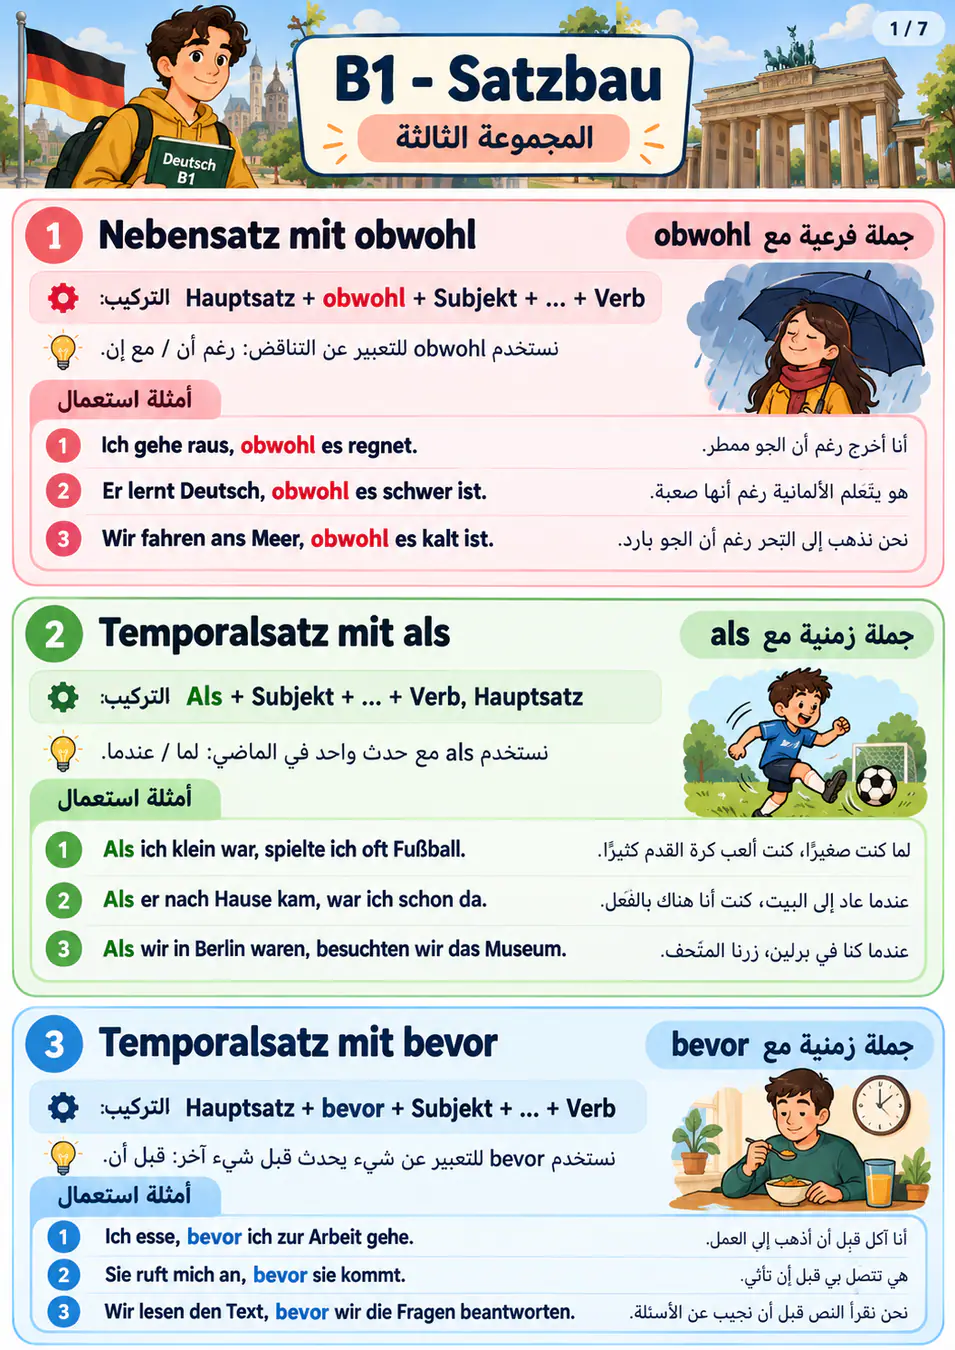 1 / 7
B1 - Satzbau
المجموعة الثالثة
Deutsch
B1
1 Nebensatz mit obwohl
جملة فرعية مع obwohl
التركيب: Hauptsatz + obwohl + Subjekt + ... + Verb
نستخدم obwohl للتعبير عن التناقض: رغم أن / مع إن.
أمثلة استعمال
1 Ich gehe raus, obwohl es regnet.
أنا أخرج رغم أن الجو ممطر.
2 Er lernt Deutsch, obwohl es schwer ist.
هو يتَعلم الألمانية رغم أنها صعبة.
3 Wir fahren ans Meer, obwohl es kalt ist.
نحن نذهب إلى البَحر رغم أن الجو بارد.
2 Temporalsatz mit als
جملة زمنية مع als
التركيب: Als + Subjekt + ... + Verb, Hauptsatz
نستخدم als مع حدث واحد في الماضي: لما / عندما.
أمثلة استعمال
1 Als ich klein war, spielte ich oft Fußball.
لما كنت صغيرًا، كنت ألعب كرة القدم كثيرًا.
2 Als er nach Hause kam, war ich schon da.
عندما عاد إلى البيت، كنت أنا هناك بالفَعَل.
3 Als wir in Berlin waren, besuchten wir das Museum.
عندما كنا في برلين، زرنا المتَحف.
3 Temporalsatz mit bevor
جملة زمنية مع bevor
التركيب: Hauptsatz + bevor + Subjekt + ... + Verb
نستخدم bevor للتعبير عن شيء يحدث قبل شيء آخر: قبل أن.
أمثلة استعمال
1 Ich esse, bevor ich zur Arbeit gehe.
أنا آكل قبل أن أذهب إلى العمل.
2 Sie ruft mich an, bevor sie kommt.
هي تتصل بي قبل إن تأتي.
3 Wir lesen den Text, bevor wir die Fragen beantworten.
نحن نقرأ النص قبل أن نجيب عن الأسئلة.